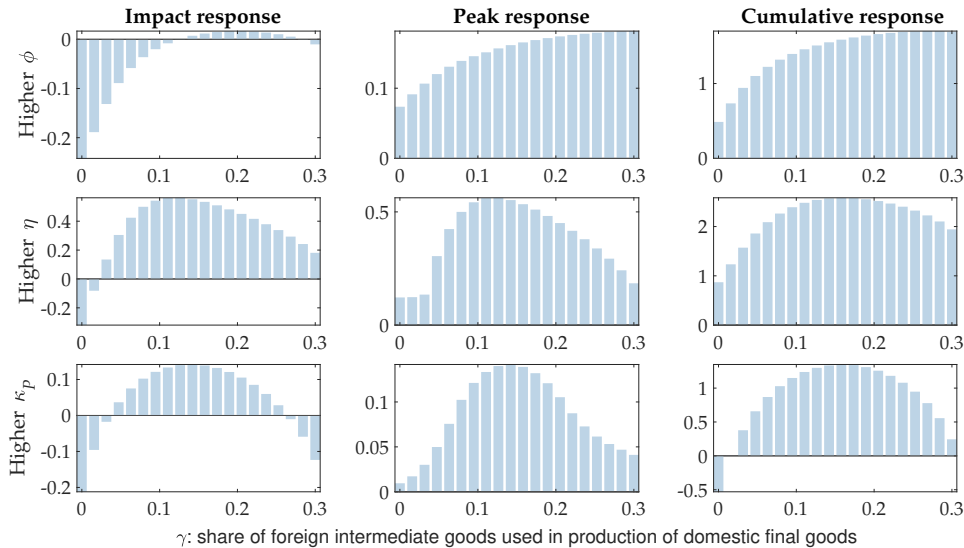 Impact response Peak response Cumulative response
Higher ϕ
0
-0.1
-0.2
0 0.1 0.2 0.3
0.1
0
0 0.1 0.2 0.3
1
0
0 0.1 0.2 0.3
Higher η
0.4
0.2
0
-0.2
0 0.1 0.2 0.3
0.5
0
0 0.1 0.2 0.3
2
1
0
0 0.1 0.2 0.3
Higher κp
0.1
0
-0.1
-0.2
0 0.1 0.2 0.3
0.1
0.05
0
0 0.1 0.2 0.3
1
0.5
0
-0.5
0 0.1 0.2 0.3
γ: share of foreign intermediate goods used in production of domestic final goods